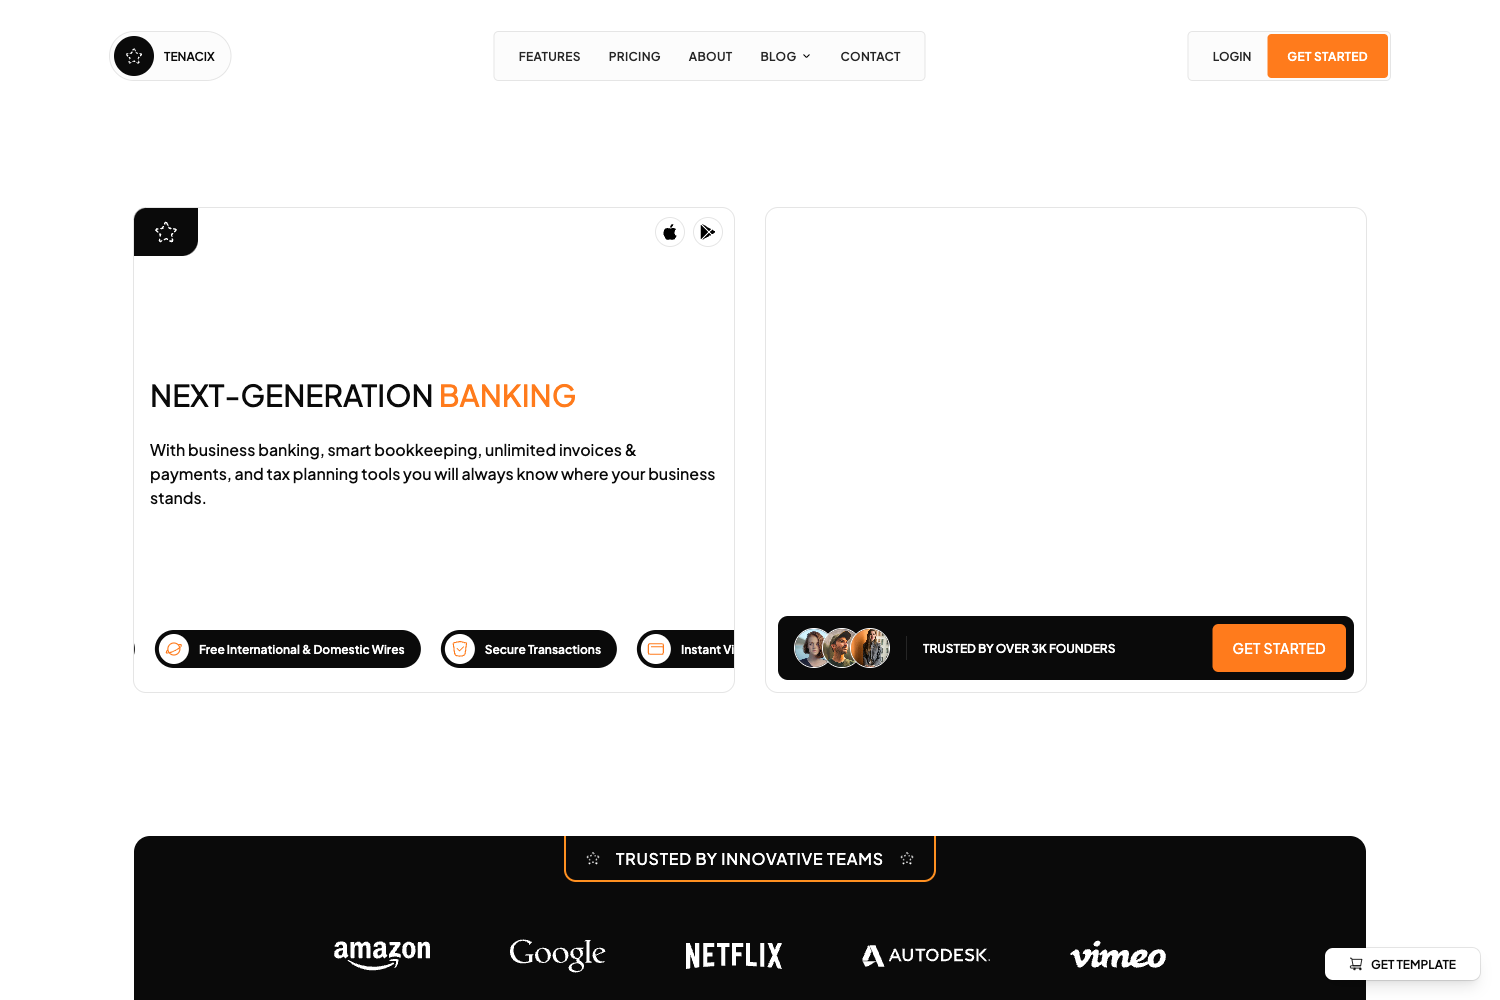 TENACIX
FEATURES PRICING ABOUT BLOG CONTACT
LOGIN GET STARTED
NEXT-GENERATION BANKING
With business banking, smart bookkeeping, unlimited invoices &
payments, and tax planning tools you will always know where your business
stands.
Free International & Domestic Wires Secure Transactions Instant Vi
TRUSTED BY OVER 3K FOUNDERS GET STARTED
TRUSTED BY INNOVATIVE TEAMS
amazon Google NETFLIX AUTODESK. vimeo
GET TEMPLATE